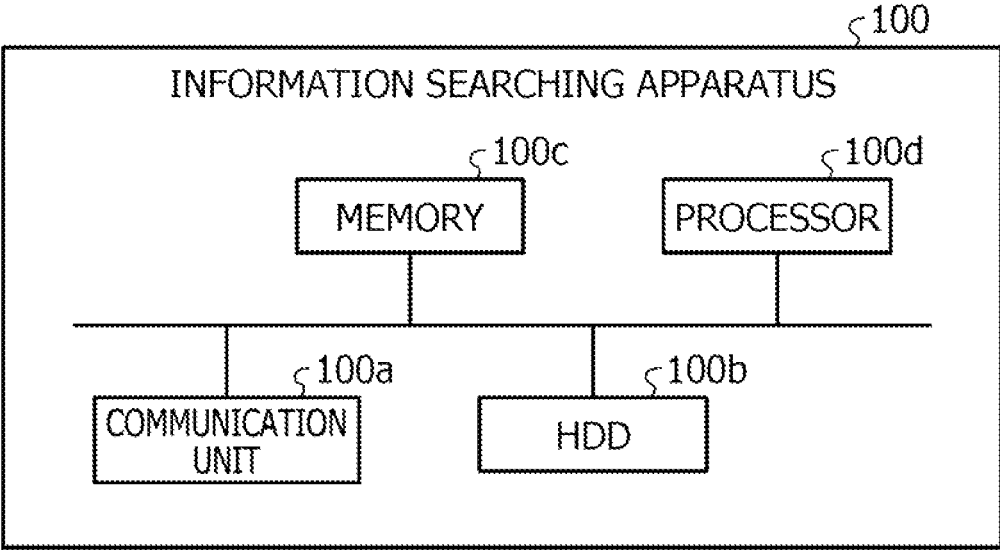 100
INFORMATION SEARCHING APPARATUS
100c
100d
MEMORY
PROCESSOR
100a
100b
COMMUNICATION
UNIT
HDD